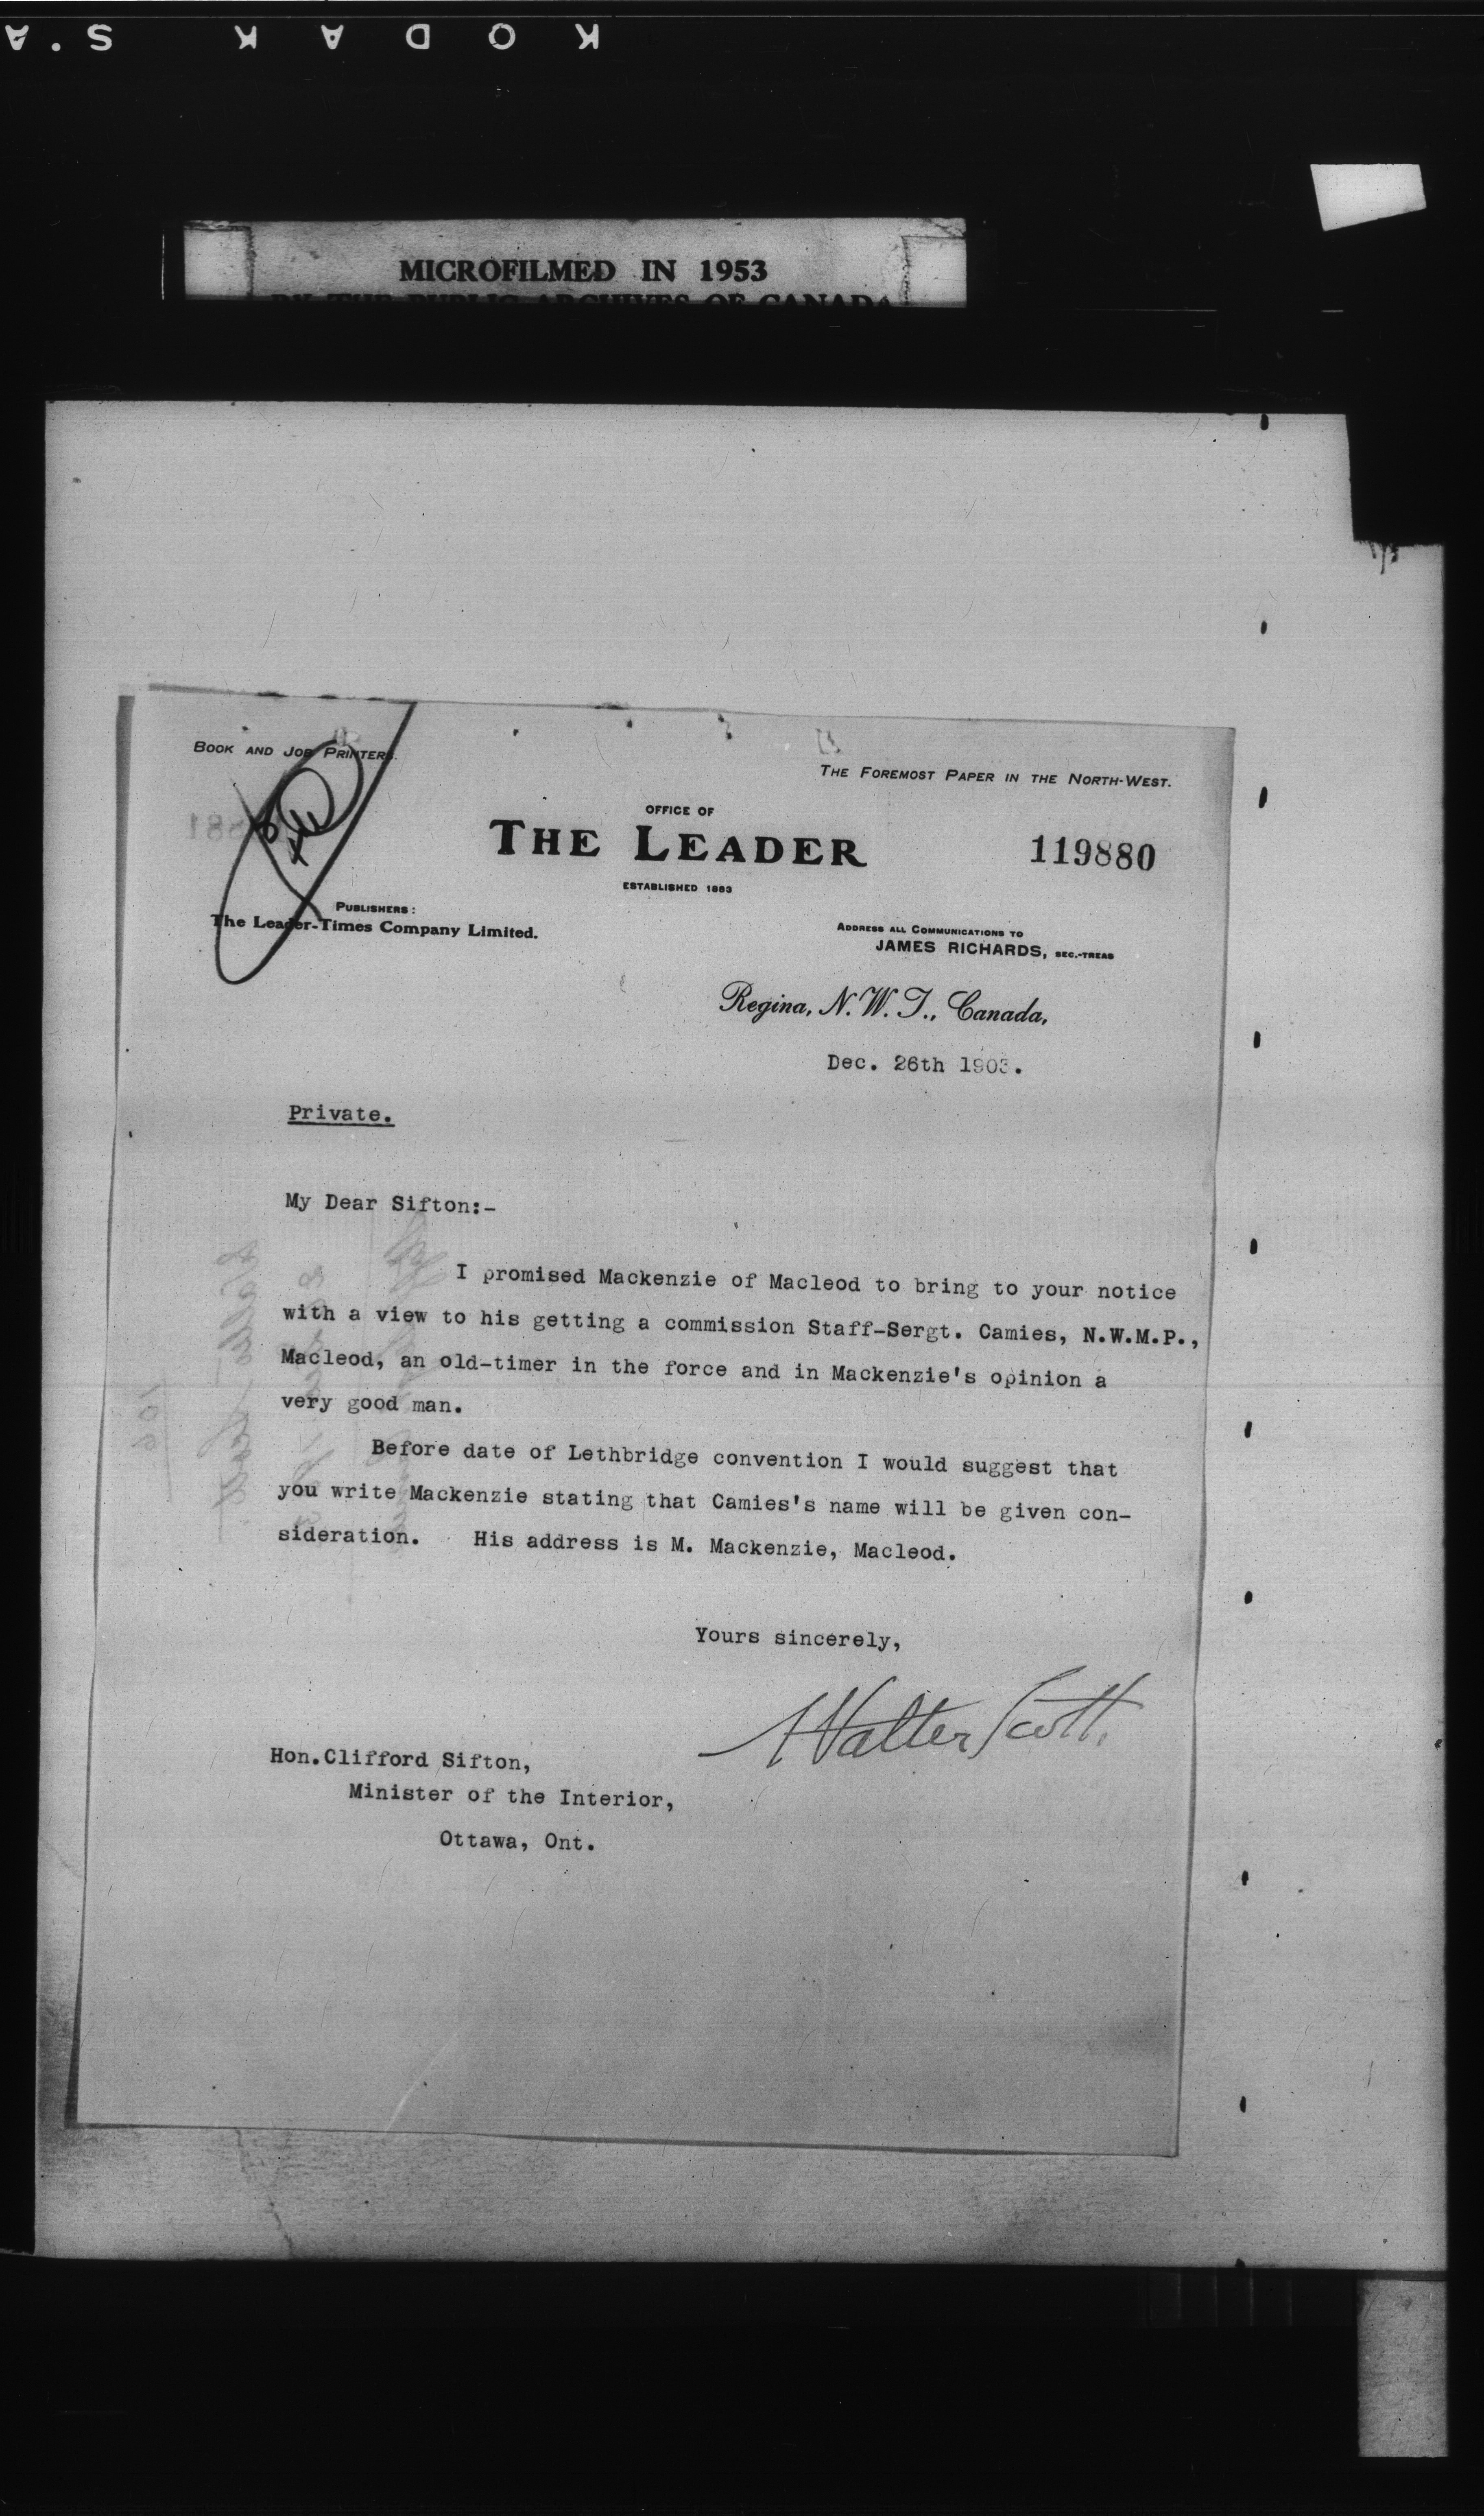 KODAK S.A
MICROFILMED IN 1953
BY THE PUBLIC ARCHIVES OF CANADA
BOOK AND JOB PRINTERS.
THE FOREMOST PAPER IN THE NORTH-WEST.
OFFICE OF
THE LEADER
119880
ESTABLISHED 1883
PUBLISHERS:
The Leader-Times Company Limited.
ADDRESS ALL COMMUNICATIONS TO
JAMES RICHARDS, SEC.-TREAS
Regina, N.W.T., Canada,
Dec. 26th 1903.
Private.
My Dear Sifton:-
I promised Mackenzie of Macleod to bring to your notice
with a view to his getting a commission Staff-Sergt. Camies, N.W.M.P.,
Macleod, an old-timer in the force and in Mackenzie's opinion a
very good man.
Before date of Lethbridge convention I would suggest that
you write Mackenzie stating that Camies's name will be given con-
sideration. His address is M. Mackenzie, Macleod.
Yours sincerely,
Walter Scott.
Hon.Clifford Sifton,
Minister of the Interior,
Ottawa, Ont.